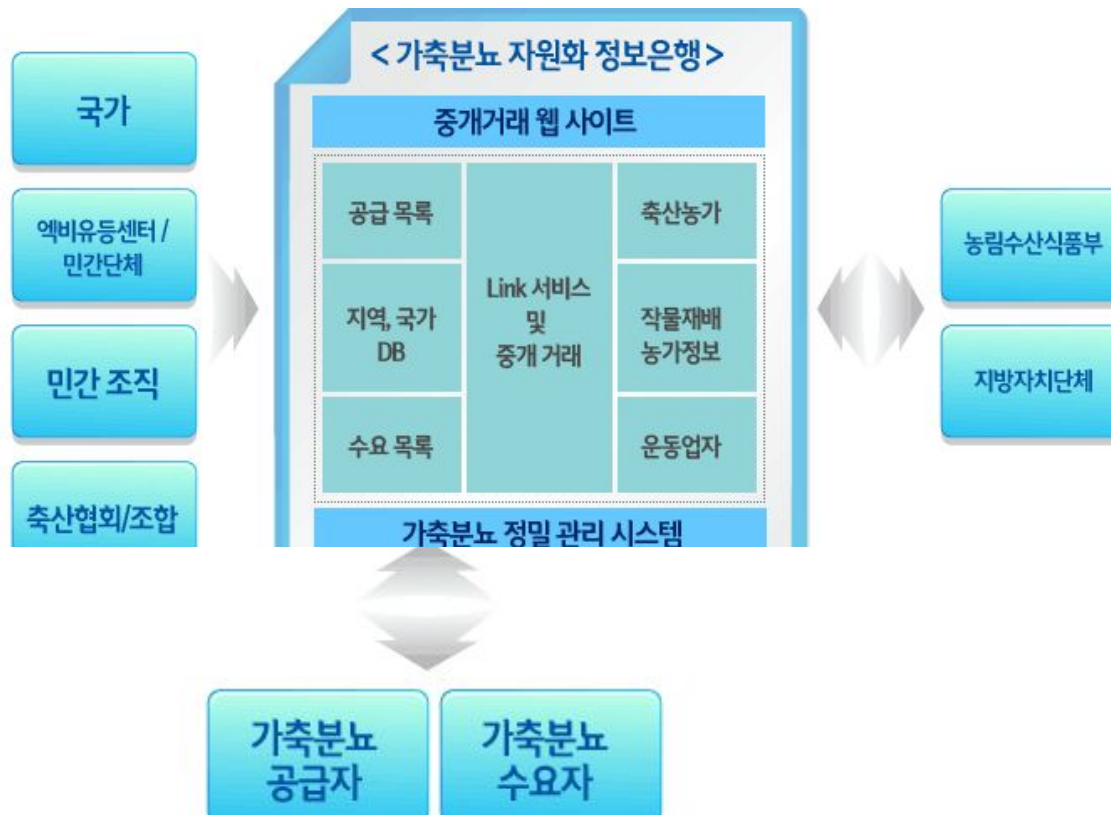 <가축분뇨 자원화 정보은행>
중개거래 웹 사이트
국가
엑비유등센터 /
민간단체
민간 조직
축산협회/조합
공급 목록
지역, 국가
DB
수요 목록
Link 서비스
및
중개 거래
축산농가
작물재배
농가정보
운동업자
가축분뇨 정밀 관리 시스템
농림수산식품부
지방자치단체
가축분뇨
공급자
가축분뇨
수요자